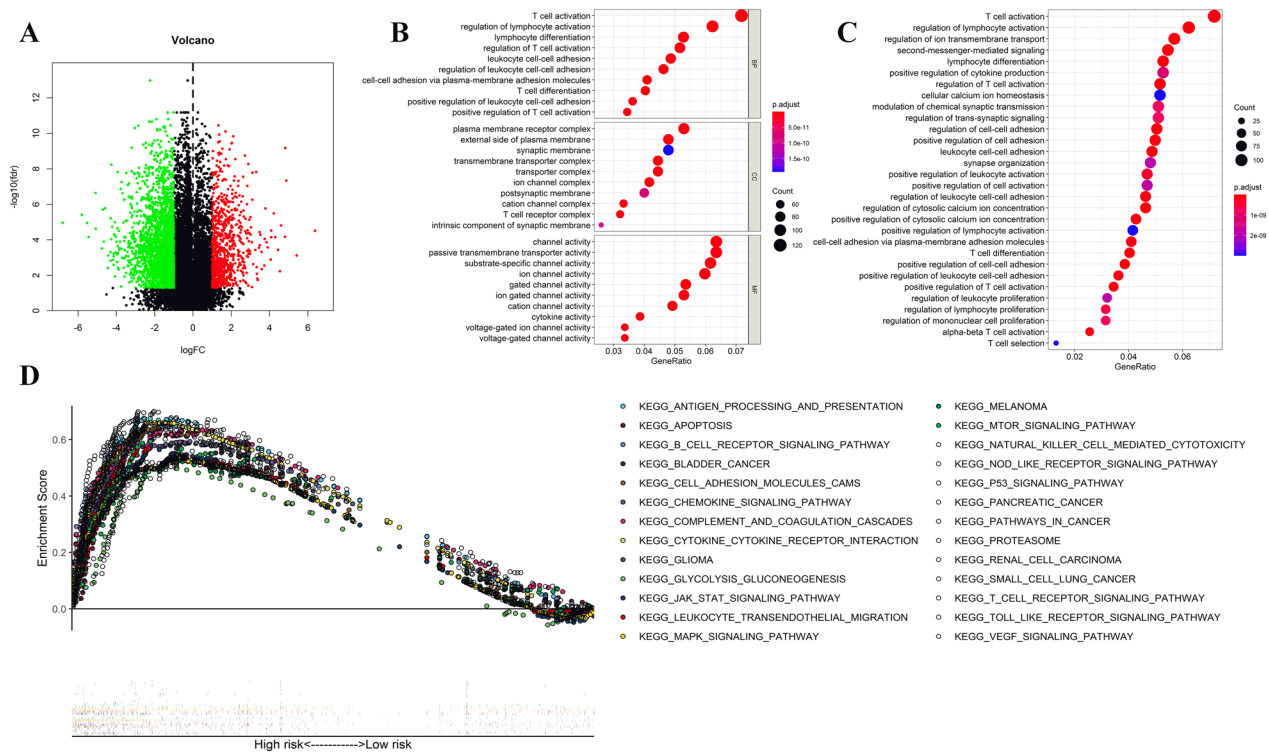 A
Volcano
-log10(fdr)
12
10
8
6
4
2
0
-6
-4
-2
0
2
4
6
logFC
B
T cell activation
regulation of lymphocyte activation
lymphocyte differentiation
regulation of T cell activation
leukocyte cell-cell adhesion
regulation of leukocyte cell-cell adhesion
cell-cell adhesion via plasma-membrane adhesion molecules
T cell differentiation
positive regulation of leukocyte cell-cell adhesion
positive regulation of T cell activation
BP
plasma membrane receptor complex
external side of plasma membrane
synaptic membrane
transmembrane transporter complex
transporter complex
ion channel complex
postsynaptic membrane
cation channel complex
T cell receptor complex
intrinsic component of synaptic membrane
CC
channel activity
passive transmembrane transporter activity
substrate-specific channel activity
ion channel activity
gated channel activity
ion gated channel activity
cation channel activity
cytokine activity
voltage-gated ion channel activity
voltage-gated channel activity
MF
0.03
0.04
0.05
0.06
0.07
GeneRatio
p.adjust
5.0e-11
1.0e-10
1.5e-10
Count
60
80
100
120
C
T cell activation
regulation of lymphocyte activation
regulation of ion transmembrane transport
second-messenger-mediated signaling
lymphocyte differentiation
positive regulation of cytokine production
regulation of T cell activation
cellular calcium ion homeostasis
modulation of chemical synaptic transmission
regulation of trans-synaptic signaling
regulation of cell-cell adhesion
positive regulation of cell adhesion
leukocyte cell-cell adhesion
synapse organization
positive regulation of leukocyte activation
positive regulation of cell activation
regulation of leukocyte cell-cell adhesion
regulation of cytosolic calcium ion concentration
positive regulation of cytosolic calcium ion concentration
positive regulation of lymphocyte activation
cell-cell adhesion via plasma-membrane adhesion molecules
T cell differentiation
positive regulation of cell-cell adhesion
positive regulation of leukocyte cell-cell adhesion
positive regulation of T cell activation
regulation of leukocyte proliferation
regulation of lymphocyte proliferation
regulation of mononuclear cell proliferation
alpha-beta T cell activation
T cell selection
0.02
0.04
0.06
GeneRatio
Count
25
50
75
100
p.adjust
1e-09
2e-09
D
Enrichment Score
0.6
0.4
0.2
0.0
High risk<----------->Low risk
KEGG_ANTIGEN_PROCESSING_AND_PRESENTATION
KEGG_APOPTOSIS
KEGG_B_CELL_RECEPTOR_SIGNALING_PATHWAY
KEGG_BLADDER_CANCER
KEGG_CELL_ADHESION_MOLECULES_CAMS
KEGG_CHEMOKINE_SIGNALING_PATHWAY
KEGG_COMPLEMENT_AND_COAGULATION_CASCADES
KEGG_CYTOKINE_CYTOKINE_RECEPTOR_INTERACTION
KEGG_GLIOMA
KEGG_GLYCOLYSIS_GLUCONEOGENESIS
KEGG_JAK_STAT_SIGNALING_PATHWAY
KEGG_LEUKOCYTE_TRANSENDOTHELIAL_MIGRATION
KEGG_MAPK_SIGNALING_PATHWAY
KEGG_MELANOMA
KEGG_MTOR_SIGNALING_PATHWAY
KEGG_NATURAL_KILLER_CELL_MEDIATED_CYTOTOXICITY
KEGG_NOD_LIKE_RECEPTOR_SIGNALING_PATHWAY
KEGG_P53_SIGNALING_PATHWAY
KEGG_PANCREATIC_CANCER
KEGG_PATHWAYS_IN_CANCER
KEGG_PROTEASOME
KEGG_RENAL_CELL_CARCINOMA
KEGG_SMALL_CELL_LUNG_CANCER
KEGG_T_CELL_RECEPTOR_SIGNALING_PATHWAY
KEGG_TOLL_LIKE_RECEPTOR_SIGNALING_PATHWAY
KEGG_VEGF_SIGNALING_PATHWAY